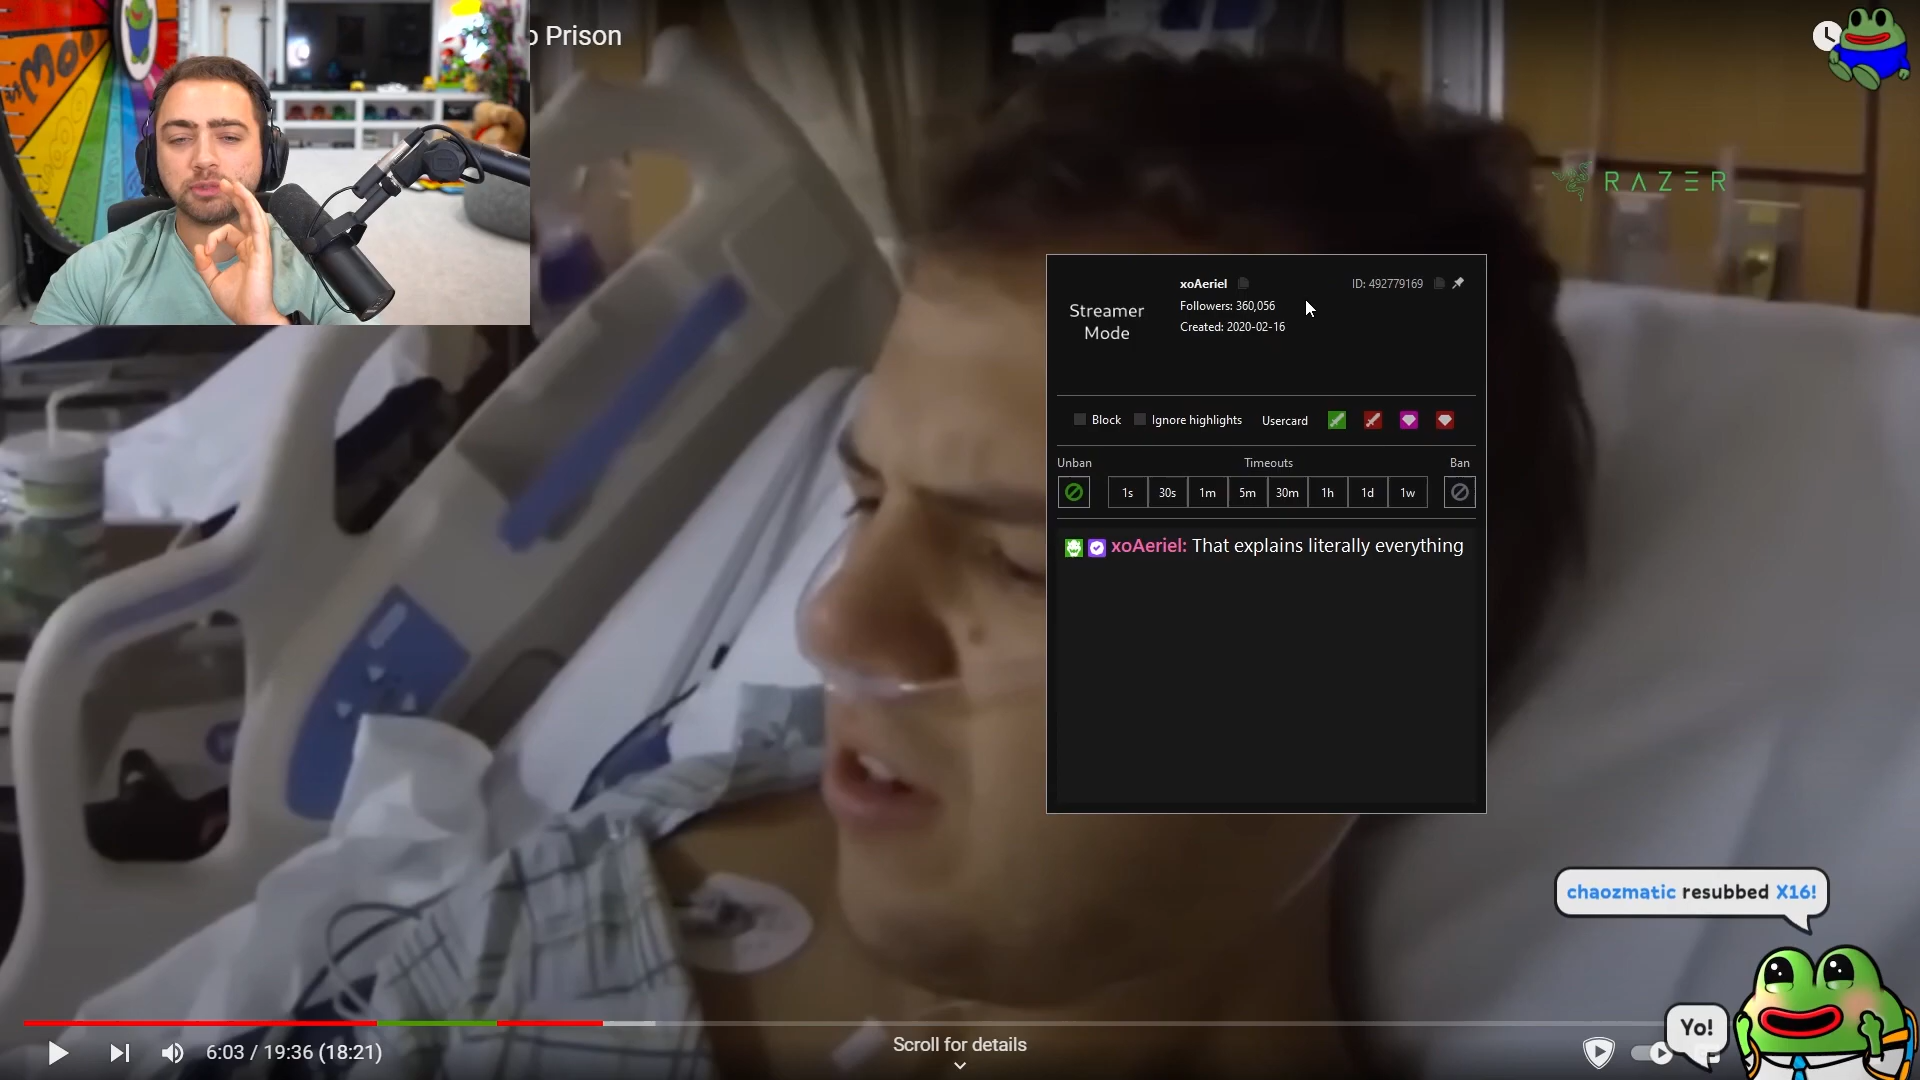 o Prison
RAZER
Streamer
Mode
xoAeriel
ID: 492779169
Followers: 360,056
Created: 2020-02-16
Block
Ignore highlights
Usercard
Unban
Timeouts
Ban
1s
30s
1m
5m
30m
1h
1d
1w
xoAeriel: That explains literally everything
chaozmatic resubbed X16!
Yo!
6:03 / 19:36 (18:21)
Scroll for details